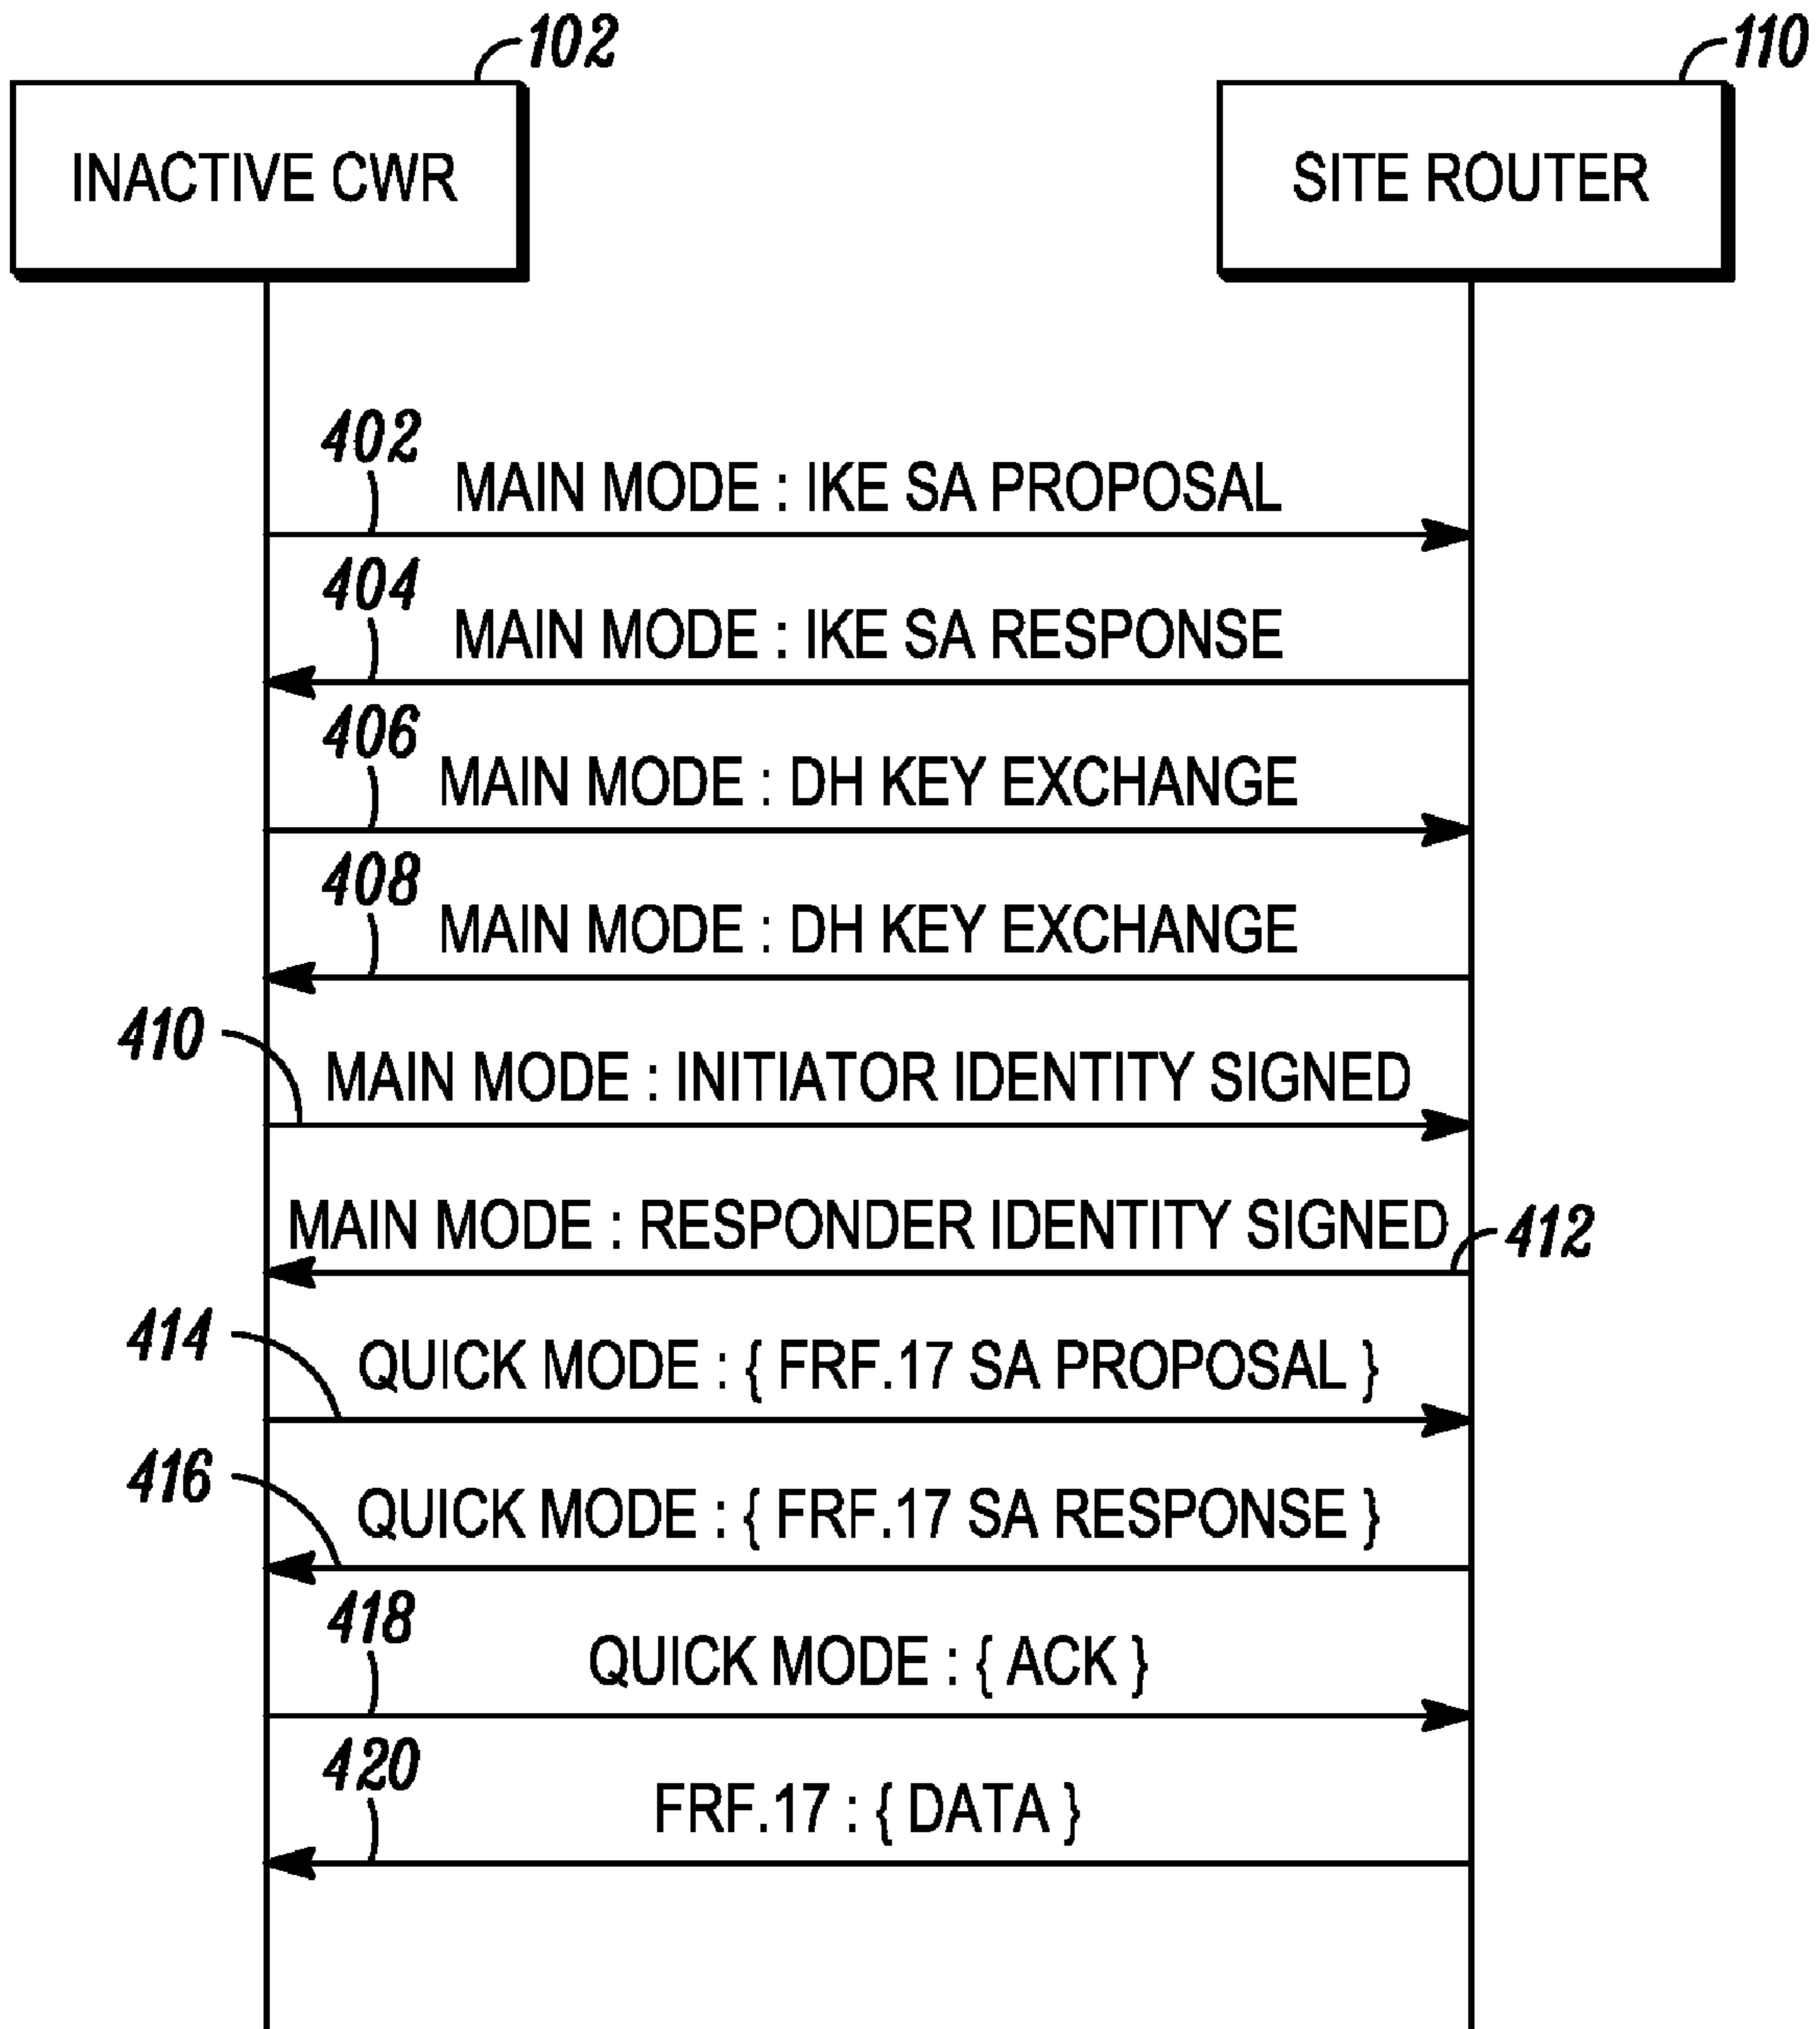 102
110
INACTIVE CWR
SITE ROUTER
402
MAIN MODE : IKE SA PROPOSAL
404
MAIN MODE : IKE SA RESPONSE
406
MAIN MODE : DH KEY EXCHANGE
408
MAIN MODE : DH KEY EXCHANGE
410
MAIN MODE : INITIATOR IDENTITY SIGNED
MAIN MODE : RESPONDER IDENTITY SIGNED
412
414
QUICK MODE : { FRF.17 SA PROPOSAL }
416
QUICK MODE : { FRF.17 SA RESPONSE }
418
QUICK MODE : { ACK }
420
FRF.17 : { DATA }